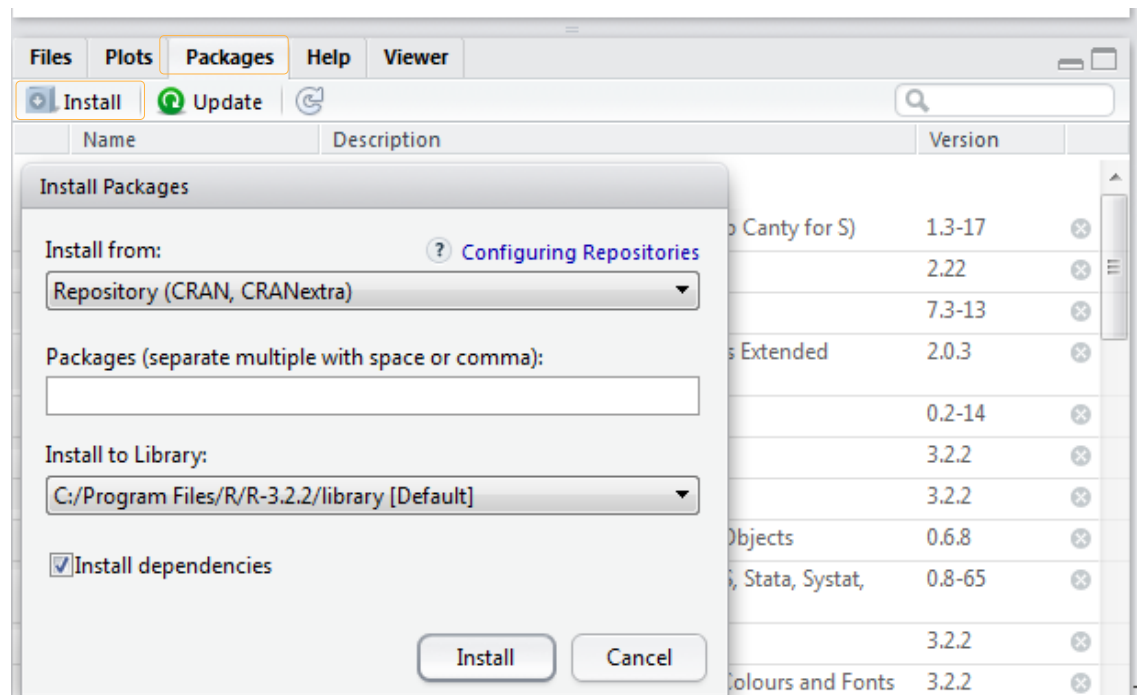 Files Plots Packages Help Viewer
Install Update
Name Description Version
Install Packages
Canty for S) 1.3-17
Install from: ? Configuring Repositories
2.22
Repository (CRAN, CRANextra)
7.3-13
Packages (separate multiple with space or comma):
Extended 2.0.3
0.2-14
Install to Library:
3.2.2
C:/Program Files/R/R-3.2.2/library [Default]
3.2.2
Objects 0.6.8
Install dependencies
, Stata, Systat, 0.8-65
Install Cancel
3.2.2
Colours and Fonts 3.2.2